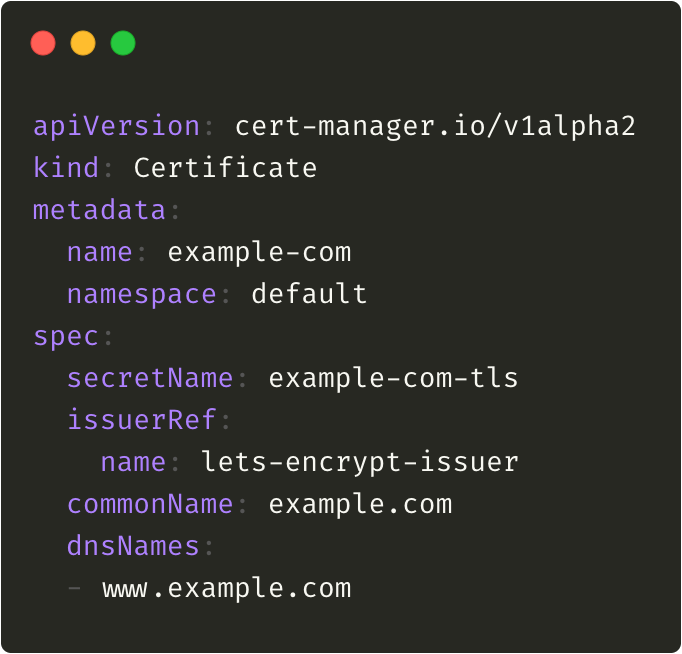 apiVersion: cert-manager.io/v1alpha2
kind: Certificate
metadata:
  name: example-com
  namespace: default
spec:
  secretName: example-com-tls
  issuerRef:
    name: lets-encrypt-issuer
  commonName: example.com
  dnsNames:
  - www.example.com